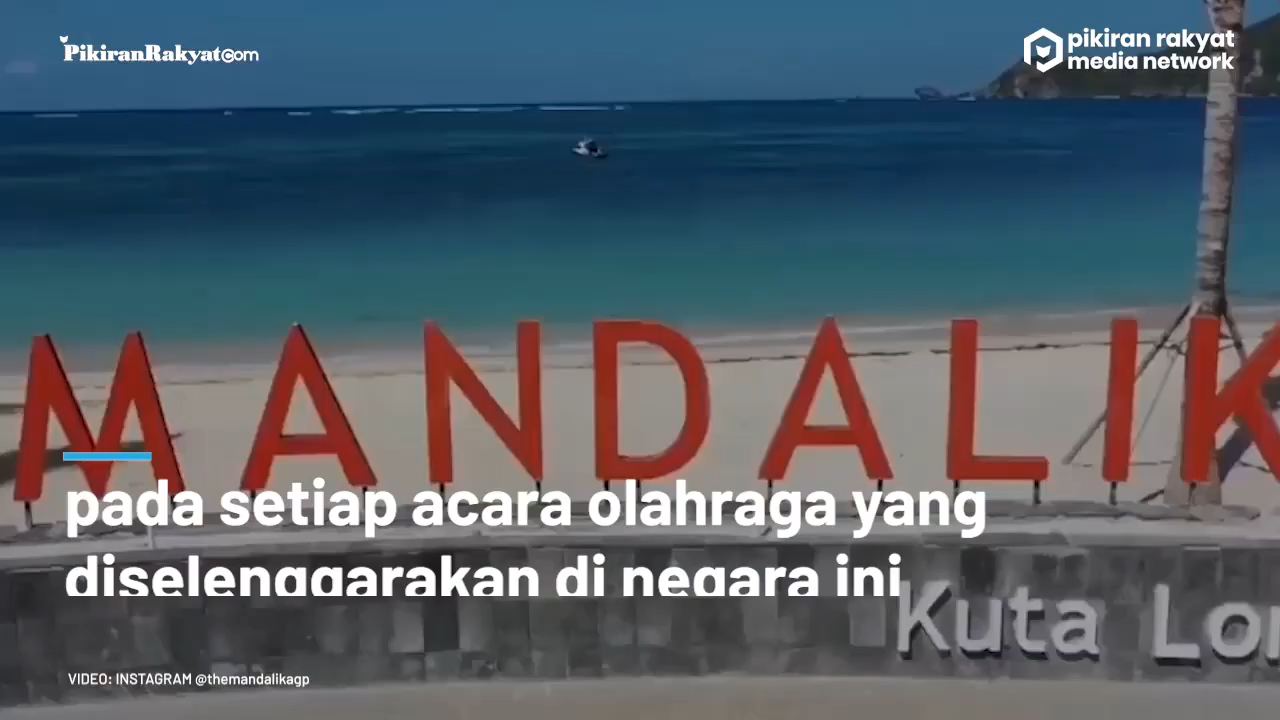 PikiranRakyat.com
pikiran rakyat
media network
MANDALIK
pada setiap acara olahraga yang
diselenggarakan di negara ini
Kuta Lo
VIDEO: INSTAGRAM @themandalikagp